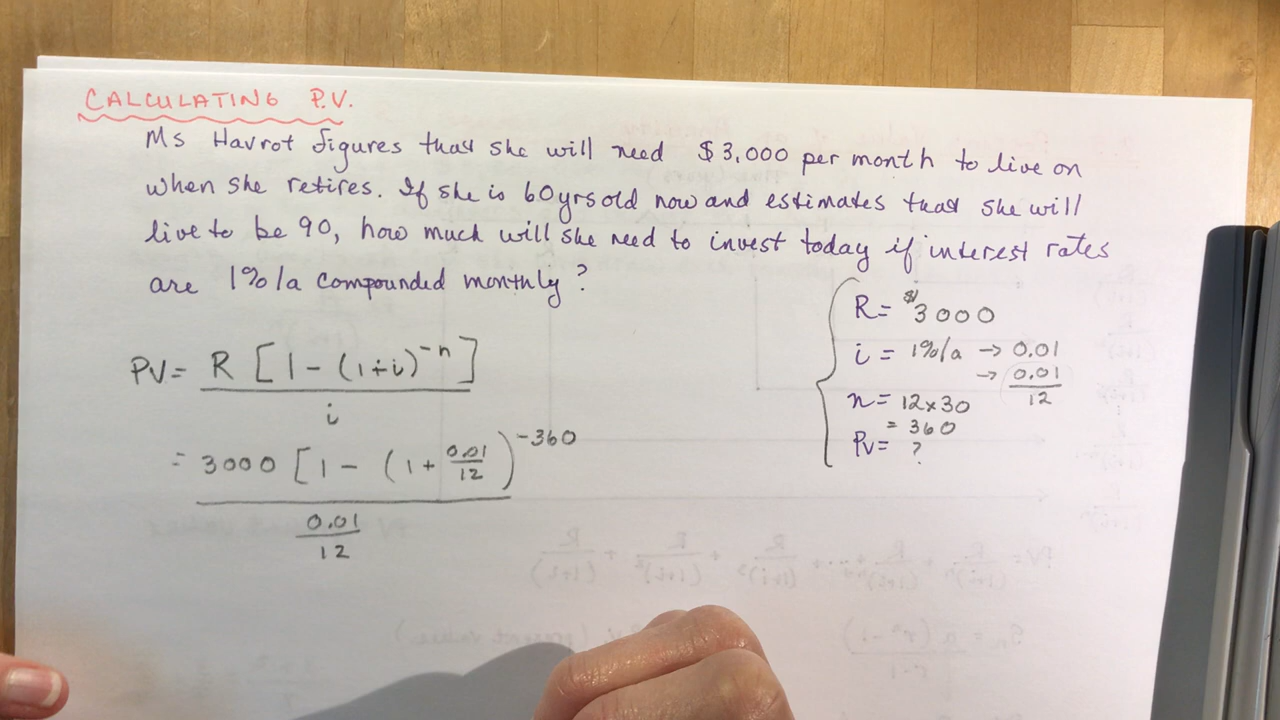 CALCULATING P.V.
Ms Havrot figures that she will need $3,000 per month to live on
when she retires. If she is 60yrs old now and estimates that she will
live to be 90, how much will she need to invest today if interest rates
are 1%/a compounded monthly?
R = $3000
i = 1%/a → 0.01
→ 0.01/12
n = 12×30
= 360
PV = ?
PV = R [1 - (1+i)^-n] / i
= 3000 [1 - (1 + 0.01/12)^-360 / 0.01/12